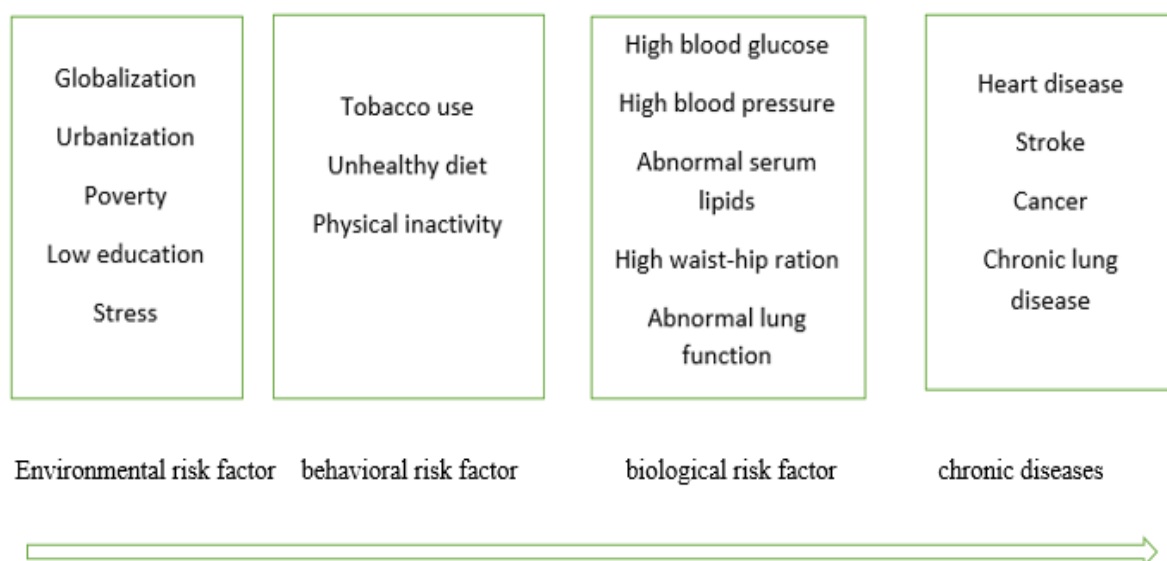 Globalization
Urbanization
Poverty
Low education
Stress
Tobacco use
Unhealthy diet
Physical inactivity
High blood glucose
High blood pressure
Abnormal serum
lipids
High waist-hip ration
Abnormal lung
function
Heart disease
Stroke
Cancer
Chronic lung
disease
Environmental risk factor
behavioral risk factor
biological risk factor
chronic diseases